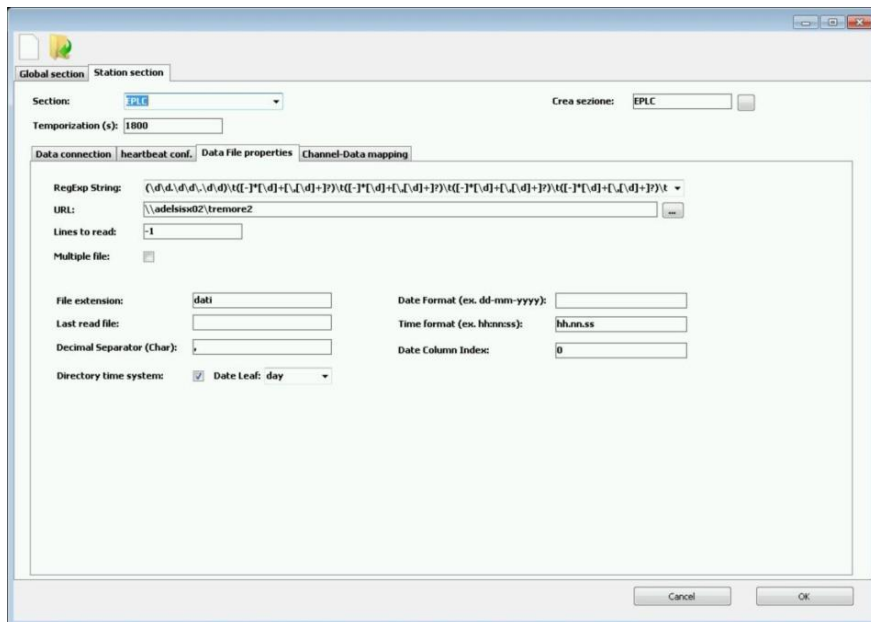 Global section Station section
Section: EPLC Crea sezione: EPLC
Temporization (s): 1800
Data connection heartbeat conf. Data File properties Channel-Data mapping
RegExp String: (\d\d.\d\d\.\d\d)\t([-]*[\d]+[\,[\d]+]?)\t([-]*[\d]+[\,[\d]+]?)\t([-]*[\d]+[\,[\d]+]?)\t([-]*[\d]+[\,[\d]+]?)\t
URL: \\adelsisx02\tremore2 ...
Lines to read: -1
Multiple file:
File extension: dati Date Format (ex. dd-mm-yyyy):
Last read file: Time format (ex. hh:nn:ss): hh.nn.ss
Decimal Separator (Char): , Date Column Index: 0
Directory time system: Date Leaf: day
Cancel OK